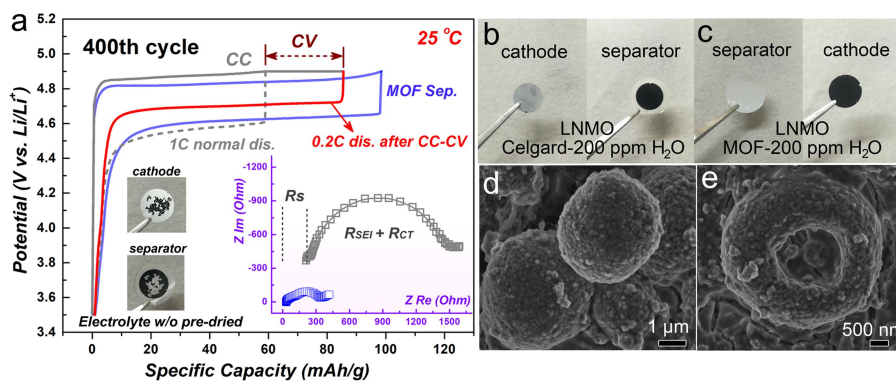 a
400th cycle
25 °C
CV
CC
MOF Sep.
1C normal dis.
0.2C dis. after CC-CV
cathode
separator
Electrolyte w/o pre-dried
Potential (V vs. Li/Li⁺)
5.0
4.8
4.6
4.4
4.2
4.0
3.8
3.6
3.4
0 20 40 60 80 100 120
Specific Capacity (mAh/g)
Z Im (Ohm)
-1200
-900
-600
-300
0
Rs
R_SEI + R_CT
Z Re (Ohm)
0 300 600 900 1200 1500
b
cathode
separator
LNMO
Celgard-200 ppm H₂O
c
separator
cathode
LNMO
MOF-200 ppm H₂O
d
1 μm
e
500 nm